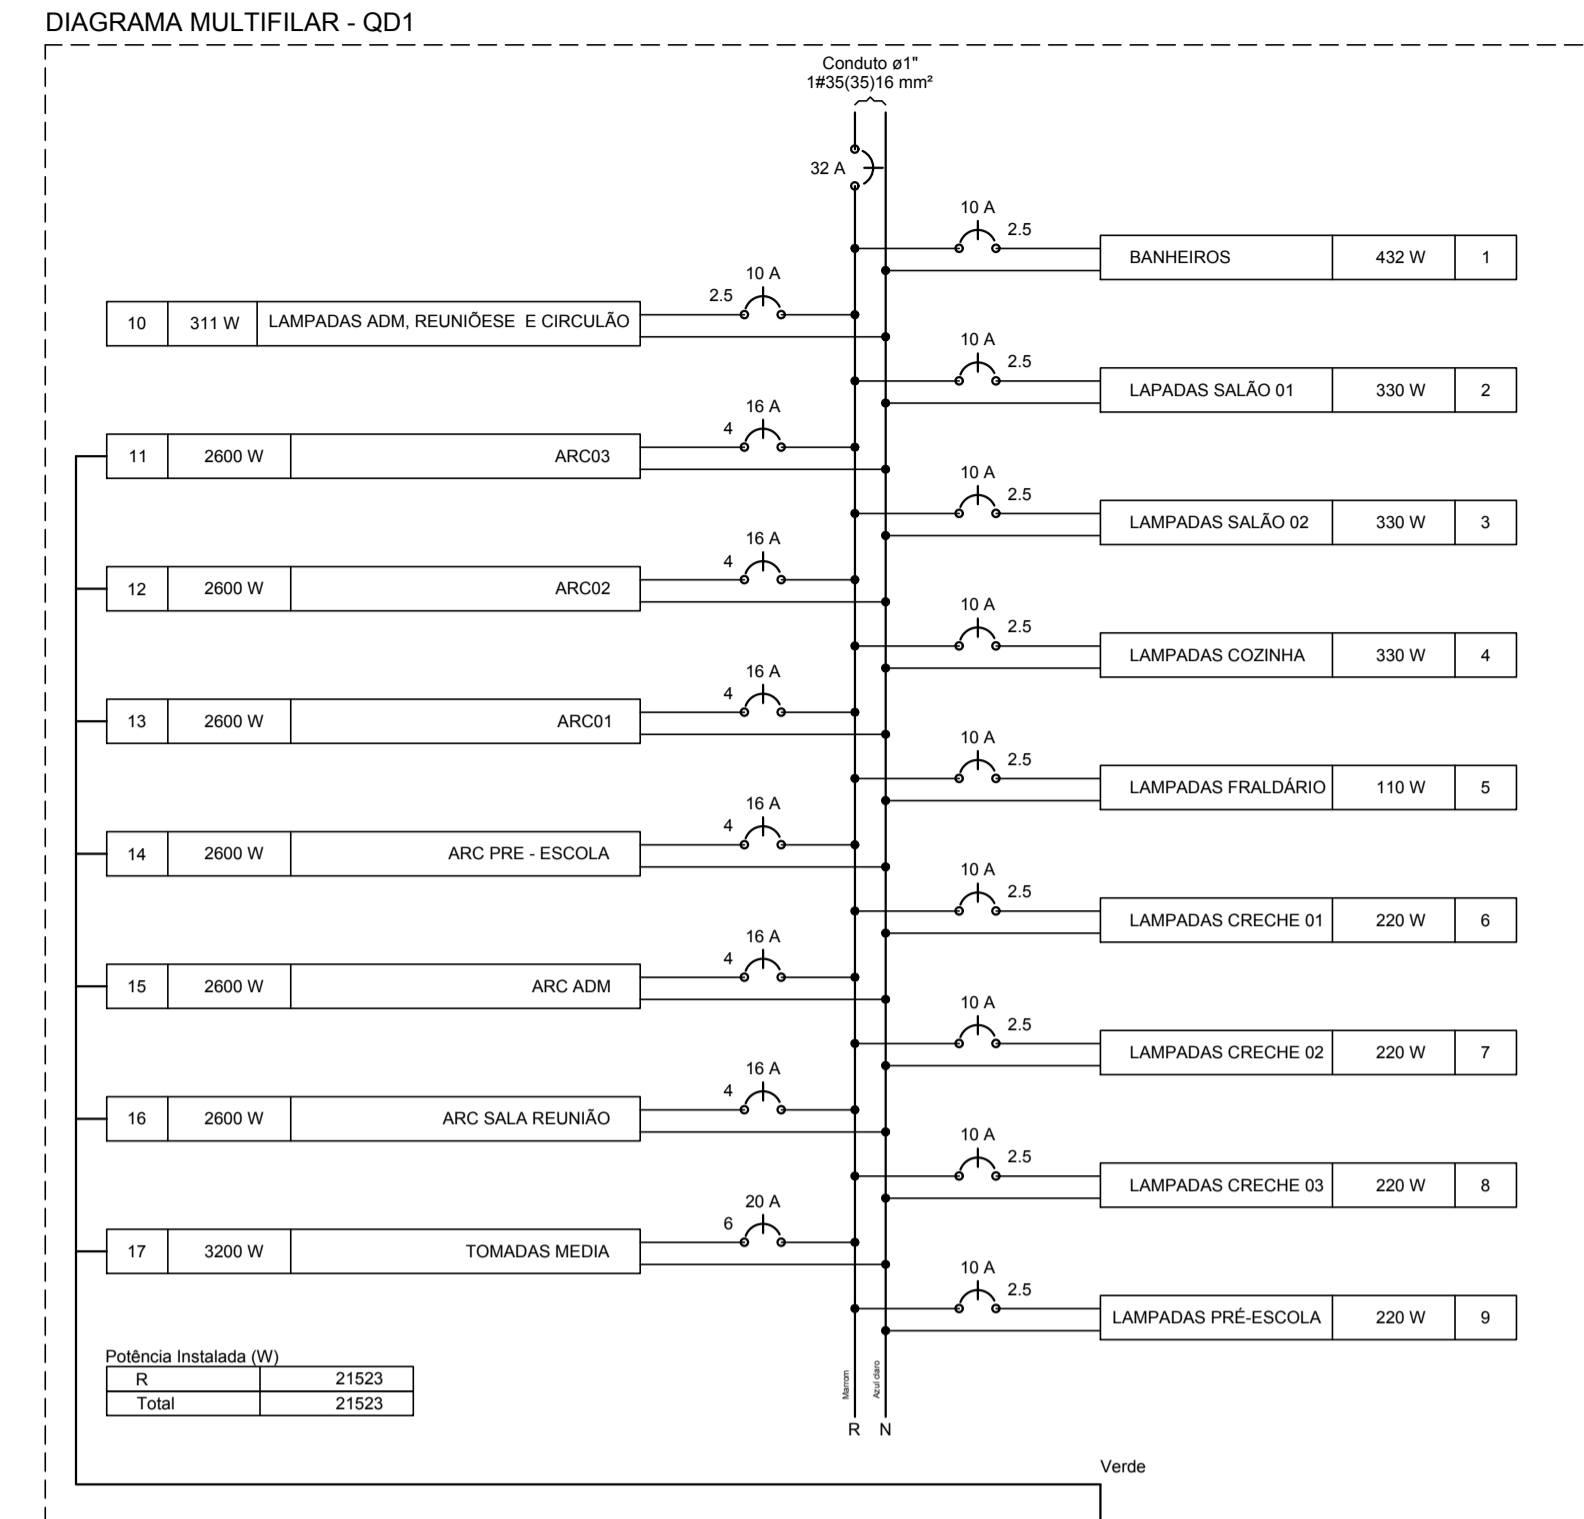 DIAGRAMA MULTIFILAR - QD1
Conduto ø1"
1#35(35)16 mm²
32 A
10 A
2.5
BANHEIROS 432 W 1
10 A
2.5
10 311 W LAMPADAS ADM, REUNIÕESE E CIRCULÃO
10 A
2.5
LAPADAS SALÃO 01 330 W 2
16 A
4
11 2600 W ARC03
10 A
2.5
LAMPADAS SALÃO 02 330 W 3
16 A
4
12 2600 W ARC02
10 A
2.5
LAMPADAS COZINHA 330 W 4
16 A
4
13 2600 W ARC01
10 A
2.5
LAMPADAS FRALDÁRIO 110 W 5
16 A
4
14 2600 W ARC PRE - ESCOLA
10 A
2.5
LAMPADAS CRECHE 01 220 W 6
16 A
4
15 2600 W ARC ADM
10 A
2.5
LAMPADAS CRECHE 02 220 W 7
16 A
4
16 2600 W ARC SALA REUNIÃO
10 A
2.5
LAMPADAS CRECHE 03 220 W 8
20 A
6
17 3200 W TOMADAS MEDIA
10 A
2.5
LAMPADAS PRÉ-ESCOLA 220 W 9
Potência Instalada (W)
R 21523
Total 21523
Marrom
Azul claro
R N
Verde